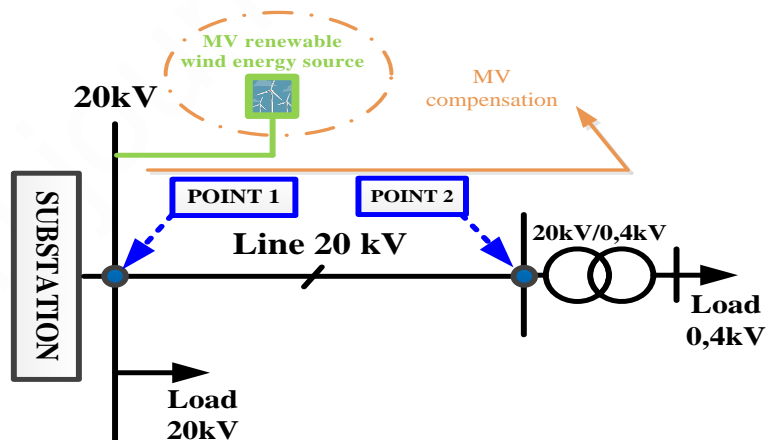 MV renewable
wind energy source
20kV
MV
compensation
SUBSTATION
POINT 1
POINT 2
Line 20 kV
20kV/0,4kV
Load
0,4kV
Load
20kV